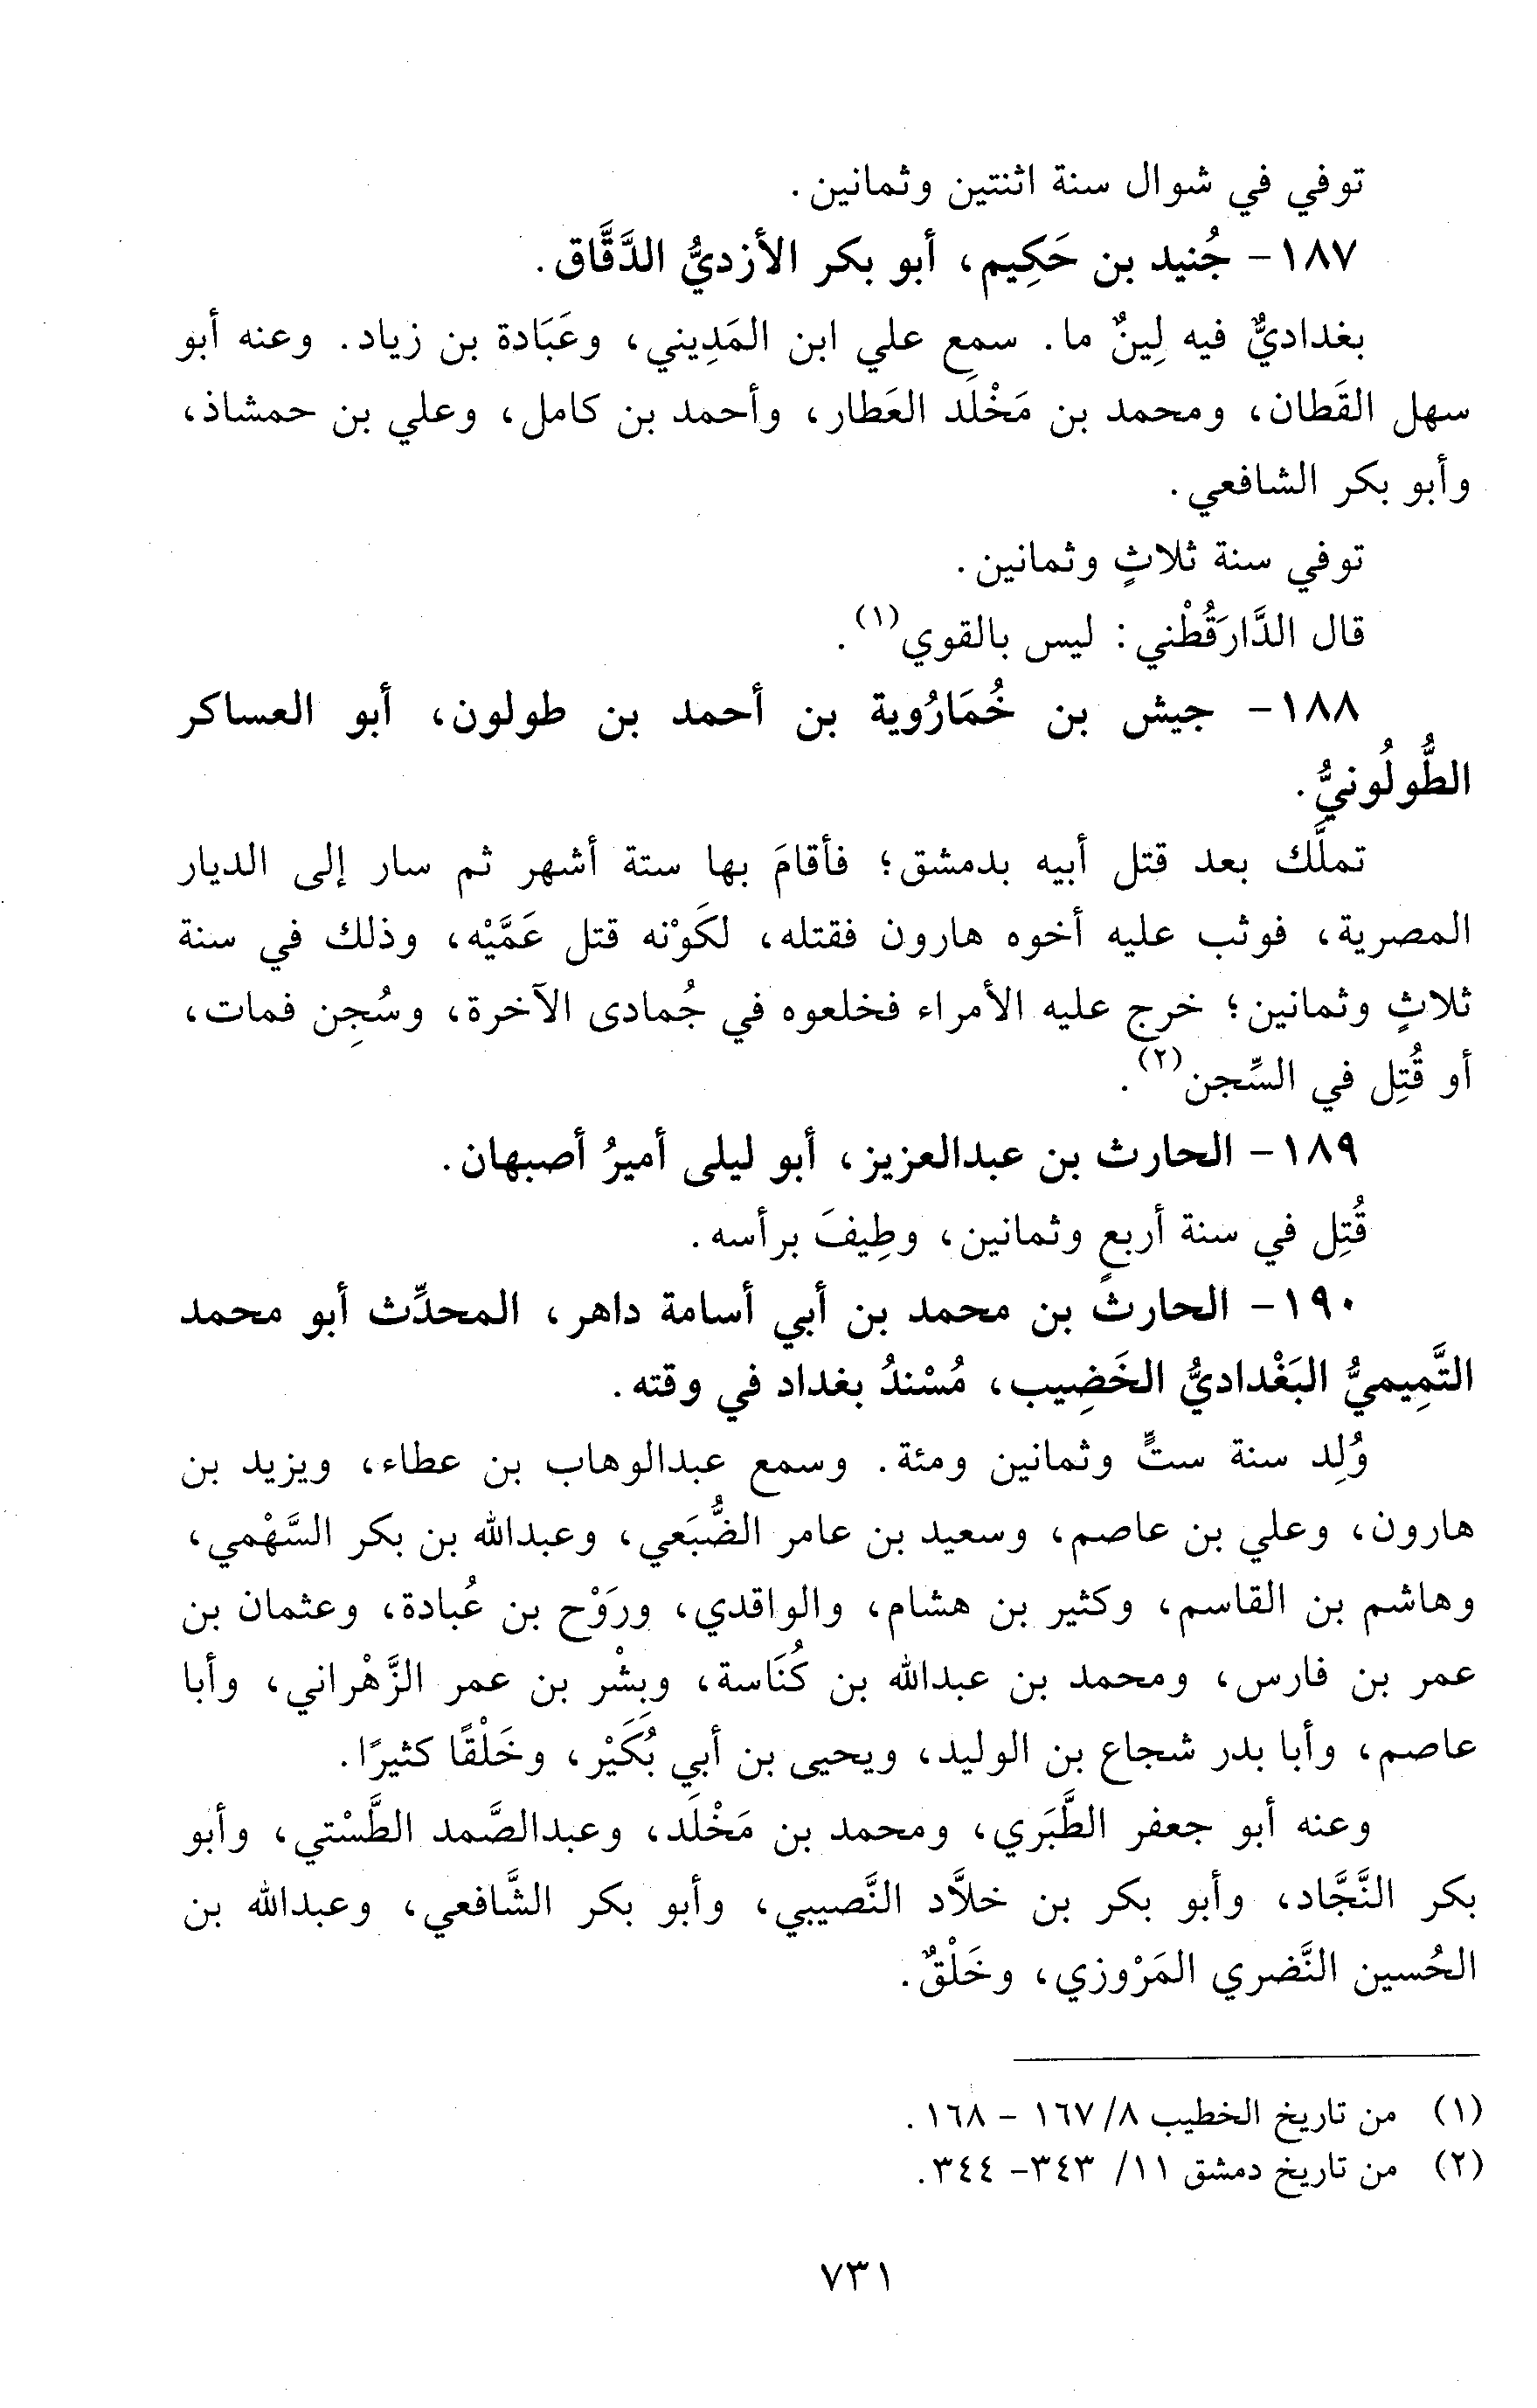 توفي في شوال سنة اثنتين وثمانين.
١٨٧- جُنيد بن حَكِيم، أبو بكر الأزديُّ الدَّقَّاق.
بغداديٌّ فيه لِينٌ ما. سمع علي ابن المَدِيني، وعَبَادة بن زياد. وعنه أبو
سهل القَطان، ومحمد بن مَخْلَد العَطار، وأحمد بن كامل، وعلي بن حمشاذ،
وأبو بكر الشافعي.
توفي سنة ثلاثٍ وثمانين.
قال الدَّارَقُطْني: ليس بالقوي(١).
١٨٨- جيش بن خُمَارُوية بن أحمد بن طولون، أبو العساكر
الطُّولُونيُّ.
تملَّك بعد قتل أبيه بدمشق؛ فأقامَ بها ستة أشهر ثم سار إلى الديار
المصرية، فوثب عليه أخوه هارون فقتله، لكَوْنه قتل عَمَّيْه، وذلك في سنة
ثلاثٍ وثمانين؛ خرج عليه الأمراء فخلعوه في جُمادى الآخرة، وسُجِن فمات،
أو قُتِل في السِّجن(٢).
١٨٩- الحارث بن عبدالعزيز، أبو ليلى أميرُ أصبهان.
قُتِل في سنة أربعٍ وثمانين، وطِيفَ برأسه.
١٩٠- الحارث بن محمد بن أبي أسامة داهر، المحدِّث أبو محمد
التَّمِيميُّ البَغْداديُّ الخَضِيب، مُسْندُ بغداد في وقته.
وُلِد سنة ستٍّ وثمانين ومئة. وسمع عبدالوهاب بن عطاء، ويزيد بن
هارون، وعلي بن عاصم، وسعيد بن عامر الضُّبَعي، وعبدالله بن بكر السَّهْمي،
وهاشم بن القاسم، وكثير بن هشام، والواقدي، ورَوْح بن عُبادة، وعثمان بن
عمر بن فارس، ومحمد بن عبدالله بن كُنَاسة، وبِشْر بن عمر الزَّهْراني، وأبا
عاصم، وأبا بدر شجاع بن الوليد، ويحيى بن أبي بُكَيْر، وخَلْقًا كثيرًا.
وعنه أبو جعفر الطَّبَري، ومحمد بن مَخْلَد، وعبدالصَّمد الطَّسْتي، وأبو
بكر النَّجَّاد، وأبو بكر بن خلاَّد النَّصيبي، وأبو بكر الشَّافعي، وعبدالله بن
الحُسين النَّضري المَرْوزي، وخَلْقٌ.
(١) من تاريخ الخطيب ٨/ ١٦٧ - ١٦٨.
(٢) من تاريخ دمشق ١١/ ٣٤٣- ٣٤٤.
٧٣١